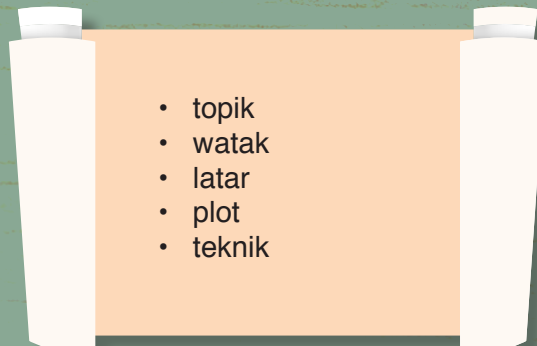 • topik
• watak
• latar
• plot
• teknik